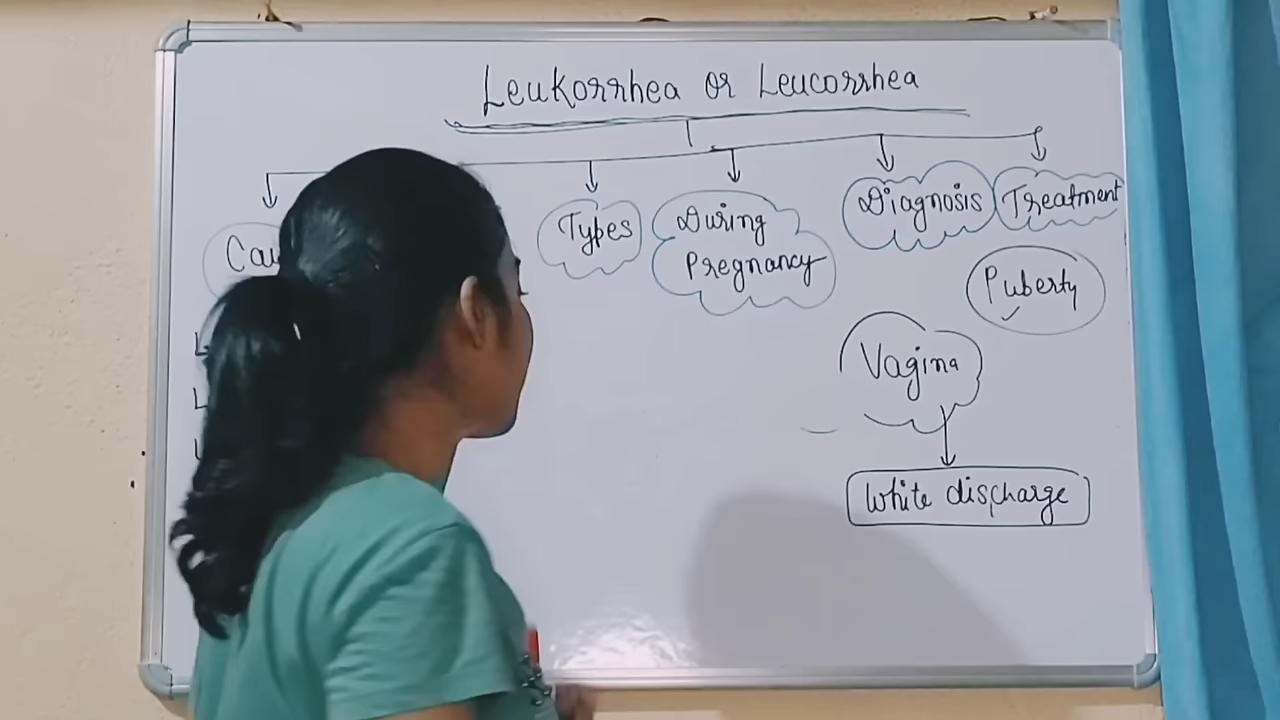 Leukorrhea or Leucorrhea
Types
During
Pregnancy
Diagnosis
Treatment
Puberty
Vagina
White discharge